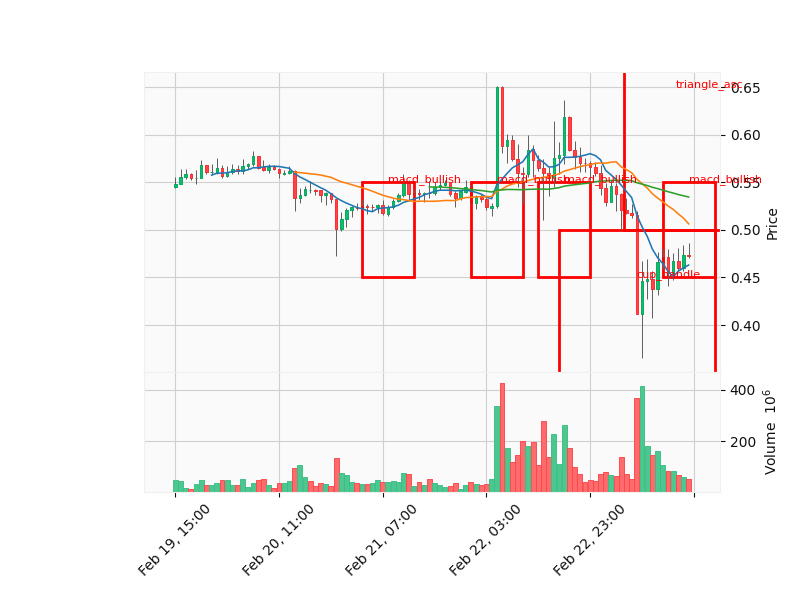 triangle_asc
0.65
0.60
macd_bullish
macd_bullish
macd_bullish
macd_bullish
0.55
0.50
cup_handle
0.45
0.40
Price
400
200
Volume 10^6
Feb 19, 15:00
Feb 20, 11:00
Feb 21, 07:00
Feb 22, 03:00
Feb 22, 23:00